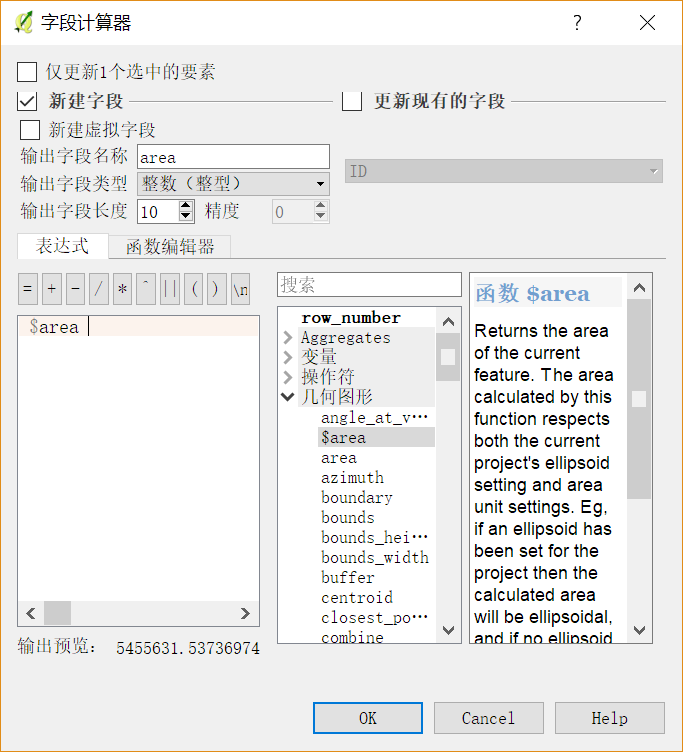 字段计算器
仅更新1个选中的要素
新建字段
更新现有的字段
新建虚拟字段
输出字段名称 area
ID
输出字段类型 整数（整型）
输出字段长度 10 精度 0
表达式 函数编辑器
= + - / * ^ || ( ) \n
$area
输出预览： 5455631.53736974
搜索
row_number
Aggregates
变量
操作符
几何图形
angle_at_v…
$area
area
azimuth
boundary
bounds
bounds_hei…
bounds_width
buffer
centroid
closest_po…
combine
函数 $area
Returns the area
of the current
feature. The area
calculated by this
function respects
both the current
project's ellipsoid
setting and area
unit settings. Eg,
if an ellipsoid has
been set for the
project then the
calculated area
will be ellipsoidal,
and if no ellipsoid
OK Cancel Help